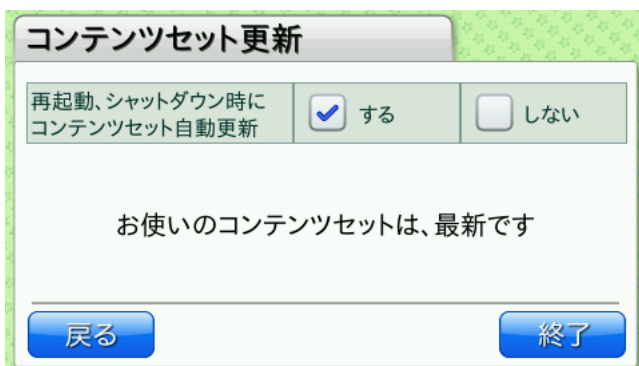 コンテンツセット更新
再起動、シャットダウン時に
コンテンツセット自動更新
する
しない
お使いのコンテンツセットは、最新です
戻る
終了